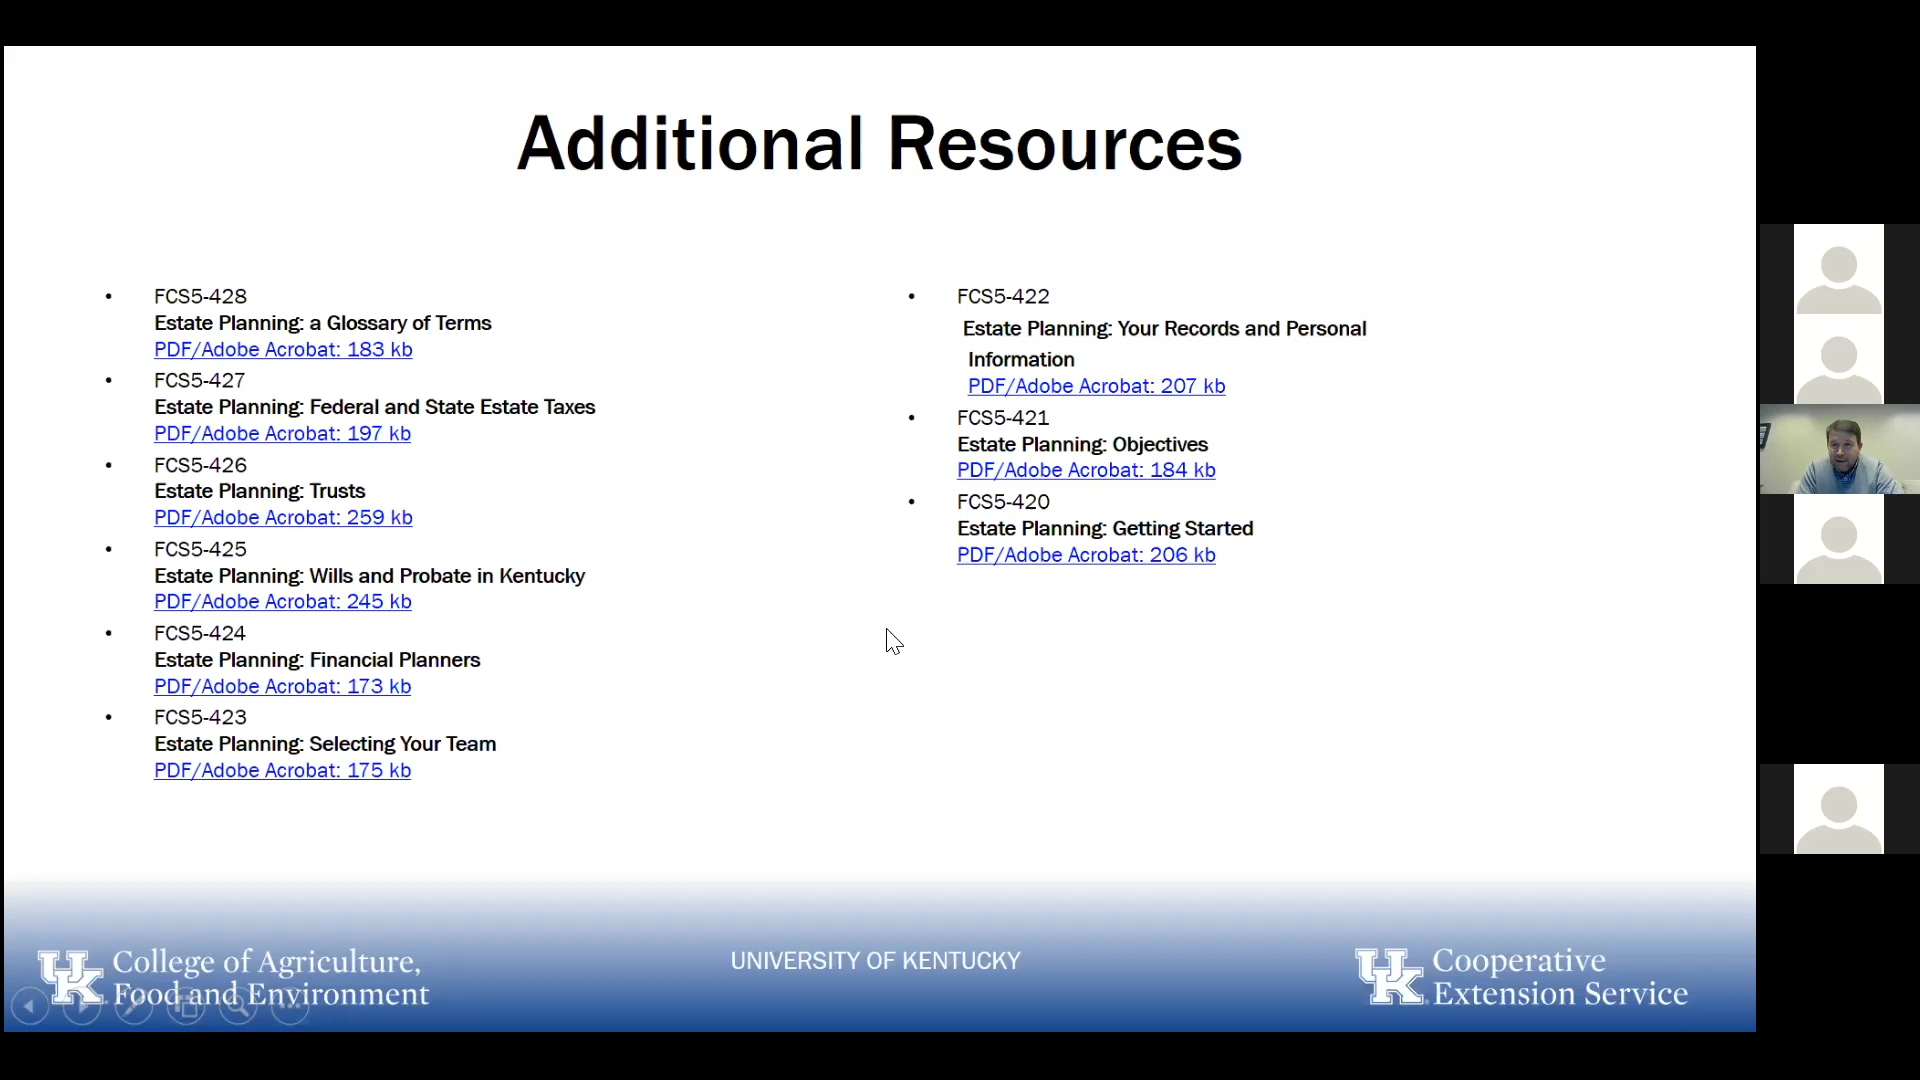 Additional Resources
• FCS5-428
Estate Planning: a Glossary of Terms
PDF/Adobe Acrobat: 183 kb
• FCS5-427
Estate Planning: Federal and State Estate Taxes
PDF/Adobe Acrobat: 197 kb
• FCS5-426
Estate Planning: Trusts
PDF/Adobe Acrobat: 259 kb
• FCS5-425
Estate Planning: Wills and Probate in Kentucky
PDF/Adobe Acrobat: 245 kb
• FCS5-424
Estate Planning: Financial Planners
PDF/Adobe Acrobat: 173 kb
• FCS5-423
Estate Planning: Selecting Your Team
PDF/Adobe Acrobat: 175 kb
• FCS5-422
Estate Planning: Your Records and Personal
Information
PDF/Adobe Acrobat: 207 kb
• FCS5-421
Estate Planning: Objectives
PDF/Adobe Acrobat: 184 kb
• FCS5-420
Estate Planning: Getting Started
PDF/Adobe Acrobat: 206 kb
UK College of Agriculture,
Food and Environment
UNIVERSITY OF KENTUCKY
UK Cooperative
Extension Service